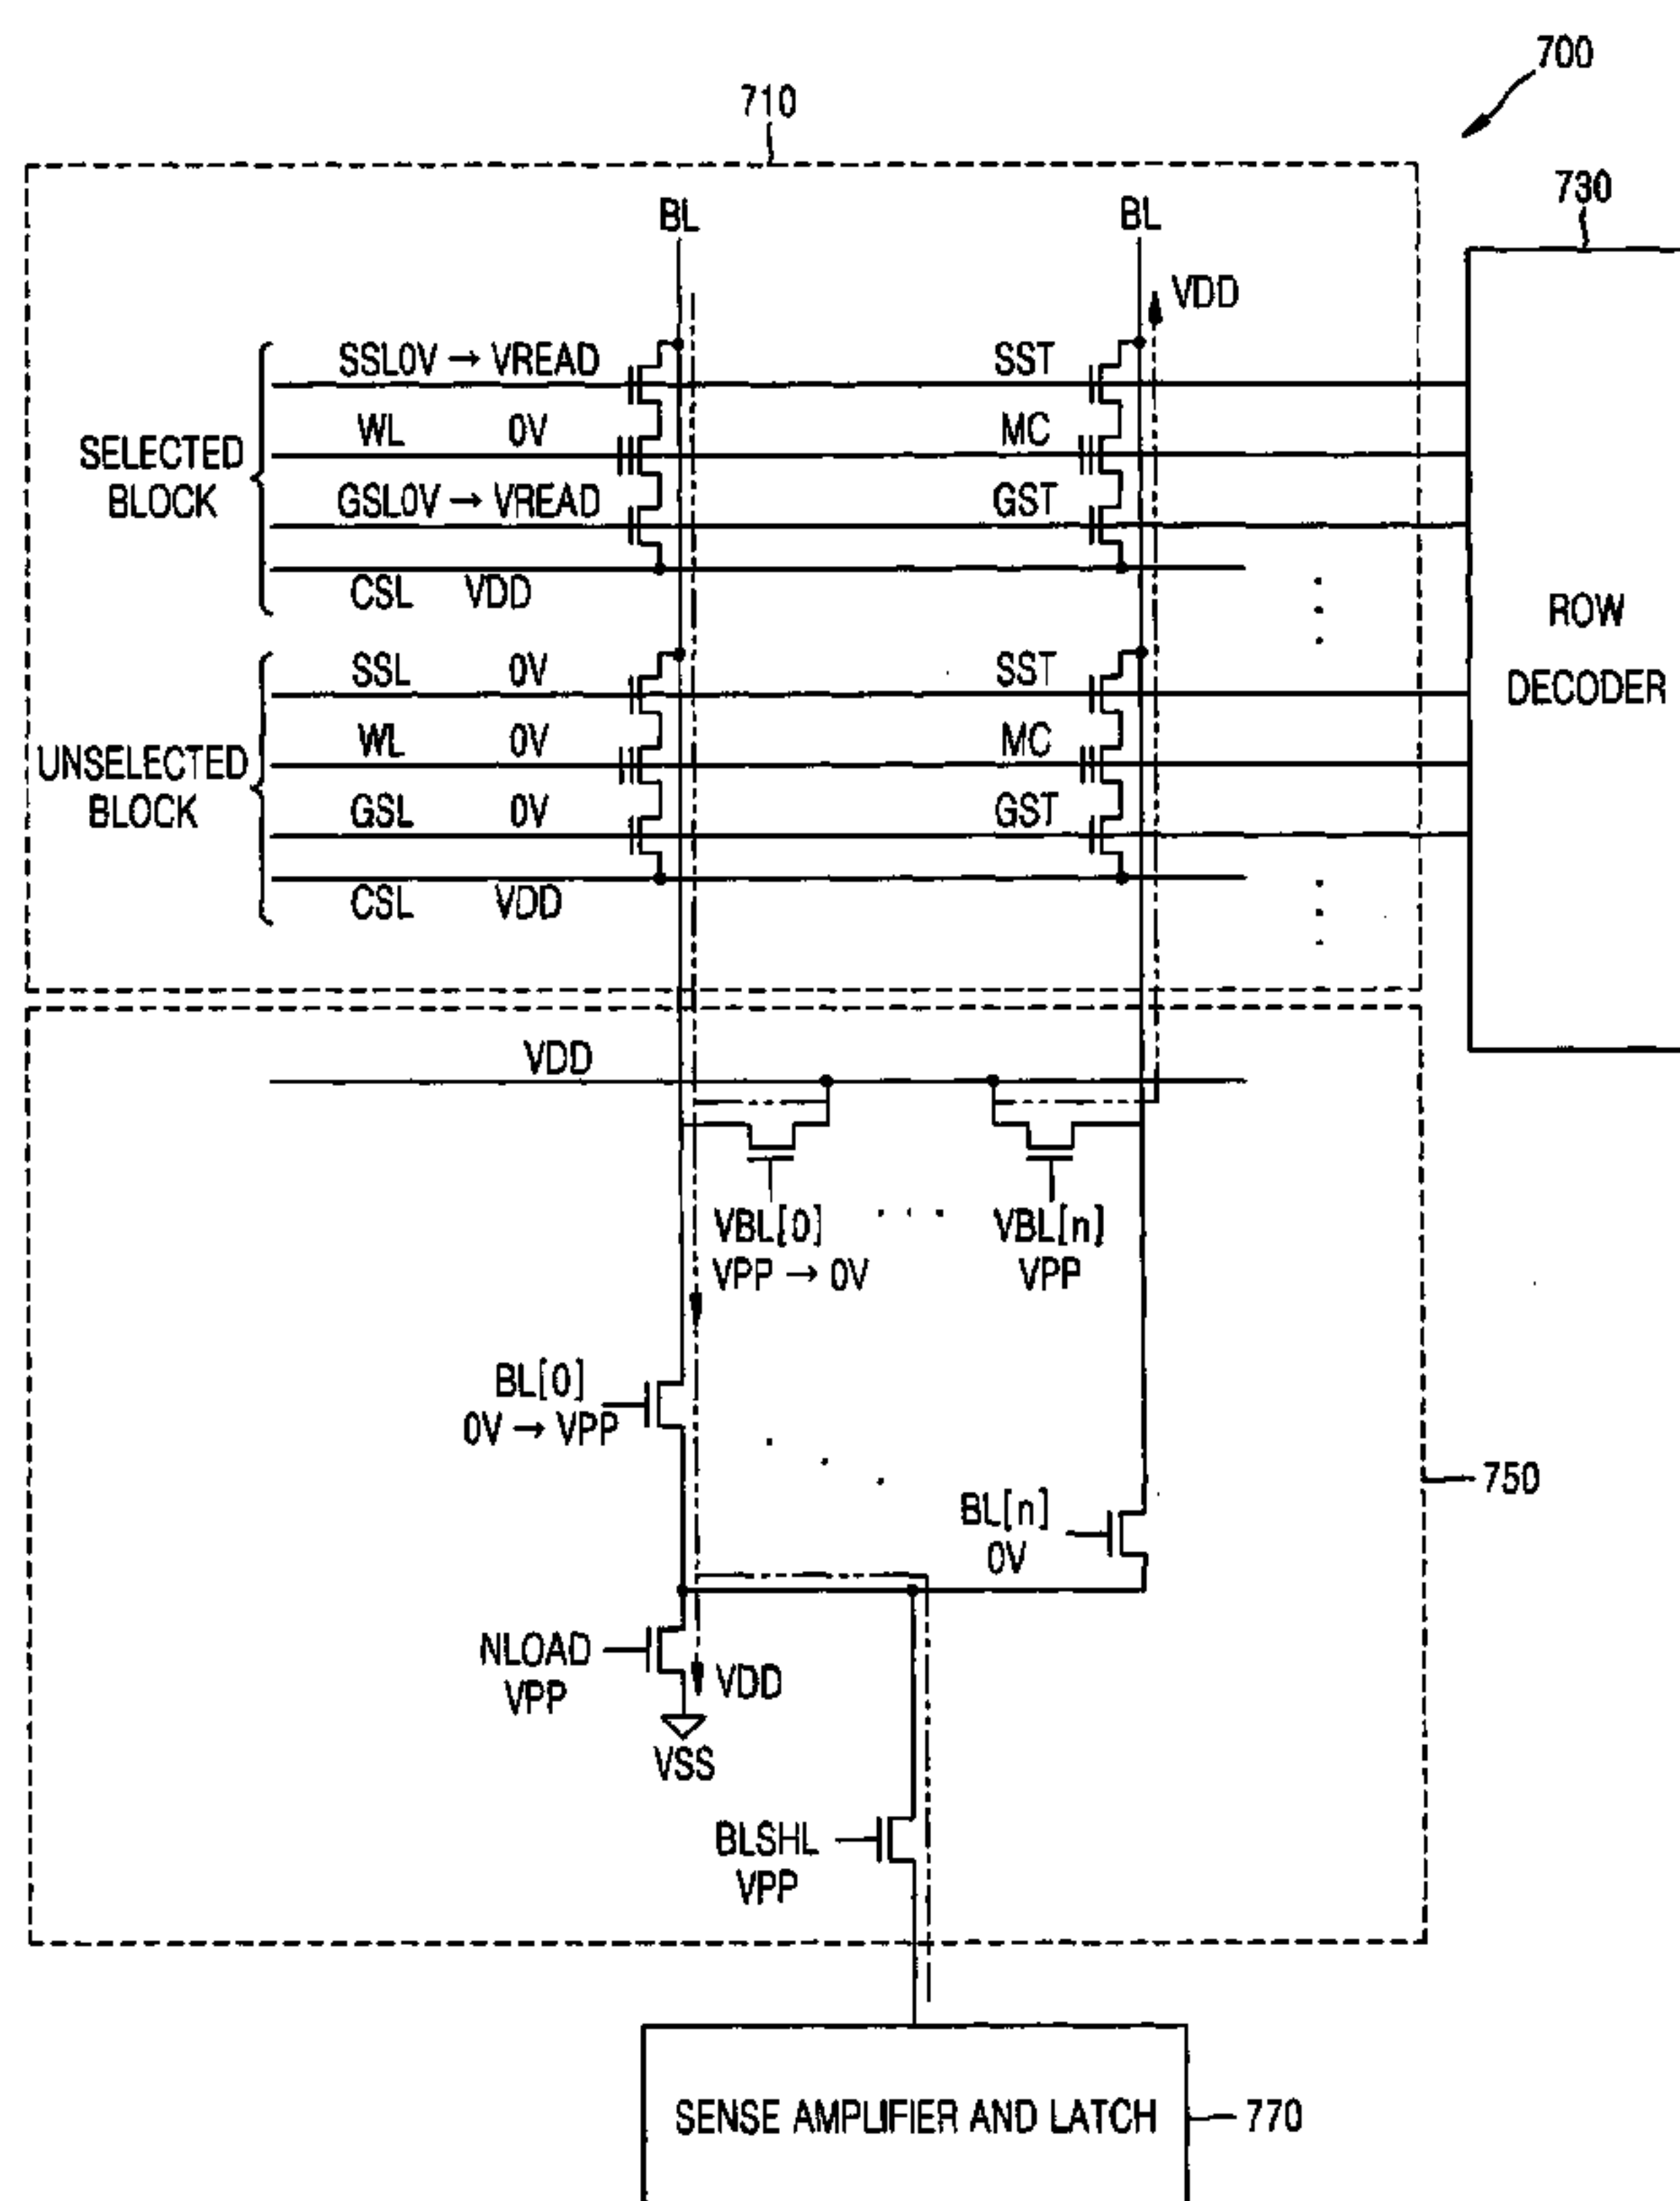 700
710
730
BL BL
VDD
SSL0V → VREAD SST
WL 0V MC
SELECTED
BLOCK
GSL0V → VREAD GST
CSL VDD
ROW
DECODER
SSL 0V SST
WL 0V MC
UNSELECTED
BLOCK
GSL 0V GST
CSL VDD
VDD
VBL[0] VBL[n]
VPP → 0V VPP
BL[0]
0V → VPP
750
BL[n]
0V
NLOAD
VPP
VDD
VSS
BLSHL
VPP
SENSE AMPLIFIER AND LATCH
770